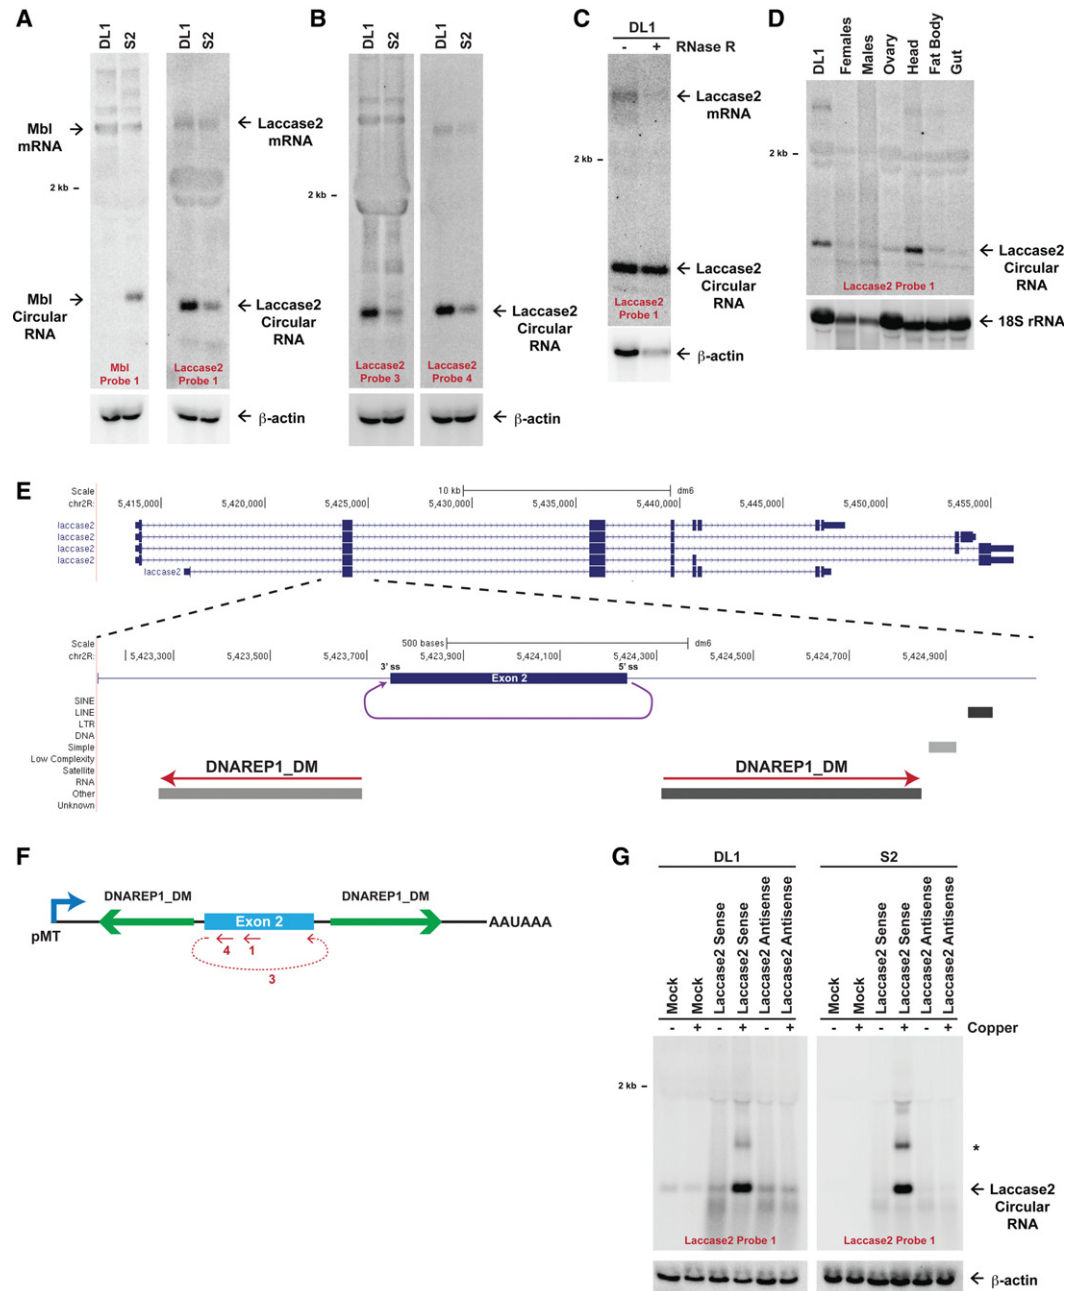 A
DL1
S2
DL1
S2
Mbl
mRNA
2 kb
Mbl
Circular
RNA
Mbl
Probe 1
Laccase2
Probe 1
Laccase2
mRNA
Laccase2
Circular
RNA
β-actin
B
DL1
S2
DL1
S2
2 kb
Laccase2
Probe 3
Laccase2
Probe 4
Laccase2
Circular
RNA
β-actin
C
DL1
- + RNase R
Laccase2
mRNA
2 kb
Laccase2
Circular
RNA
Laccase2
Probe 1
β-actin
D
DL1
Females
Males
Ovary
Head
Fat Body
Gut
2 kb
Laccase2
Circular
RNA
Laccase2 Probe 1
18S rRNA
E
Scale 10 kb dm6
chr2R: 5,415,000 5,420,000 5,425,000 5,430,000 5,435,000 5,440,000 5,445,000 5,450,000 5,455,000
laccase2
laccase2
laccase2
laccase2
laccase2
Scale 500 bases dm6
chr2R: 5,423,300 5,423,500 5,423,700 5,423,900 5,424,100 5,424,300 5,424,500 5,424,700 5,424,900
3' ss 5' ss
Exon 2
SINE
LINE
LTR
DNA
Simple
Low Complexity
Satellite
RNA
Other
Unknown
DNAREP1_DM DNAREP1_DM
F
DNAREP1_DM DNAREP1_DM
pMT
Exon 2
AAUAAA
4 1
3
G
DL1 S2
Mock
Mock
Laccase2 Sense
Laccase2 Sense
Laccase2 Antisense
Laccase2 Antisense
Mock
Mock
Laccase2 Sense
Laccase2 Sense
Laccase2 Antisense
Laccase2 Antisense
- + - + - + - + - + - + Copper
2 kb
*
Laccase2
Circular
RNA
Laccase2 Probe 1 Laccase2 Probe 1
β-actin